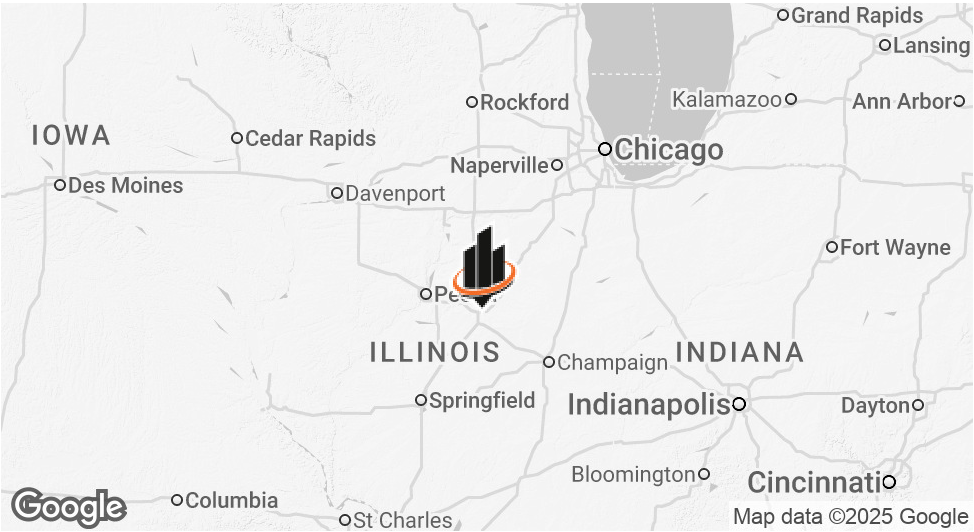 Grand Rapids
Lansing
Rockford
Kalamazoo
Ann Arbor
IOWA
Cedar Rapids
Chicago
Naperville
Des Moines
Davenport
Fort Wayne
ILLINOIS
INDIANA
Champaign
Springfield
Indianapolis
Dayton
Bloomington
Cincinnati
Columbia
Google
St Charles
Map data ©2025 Google